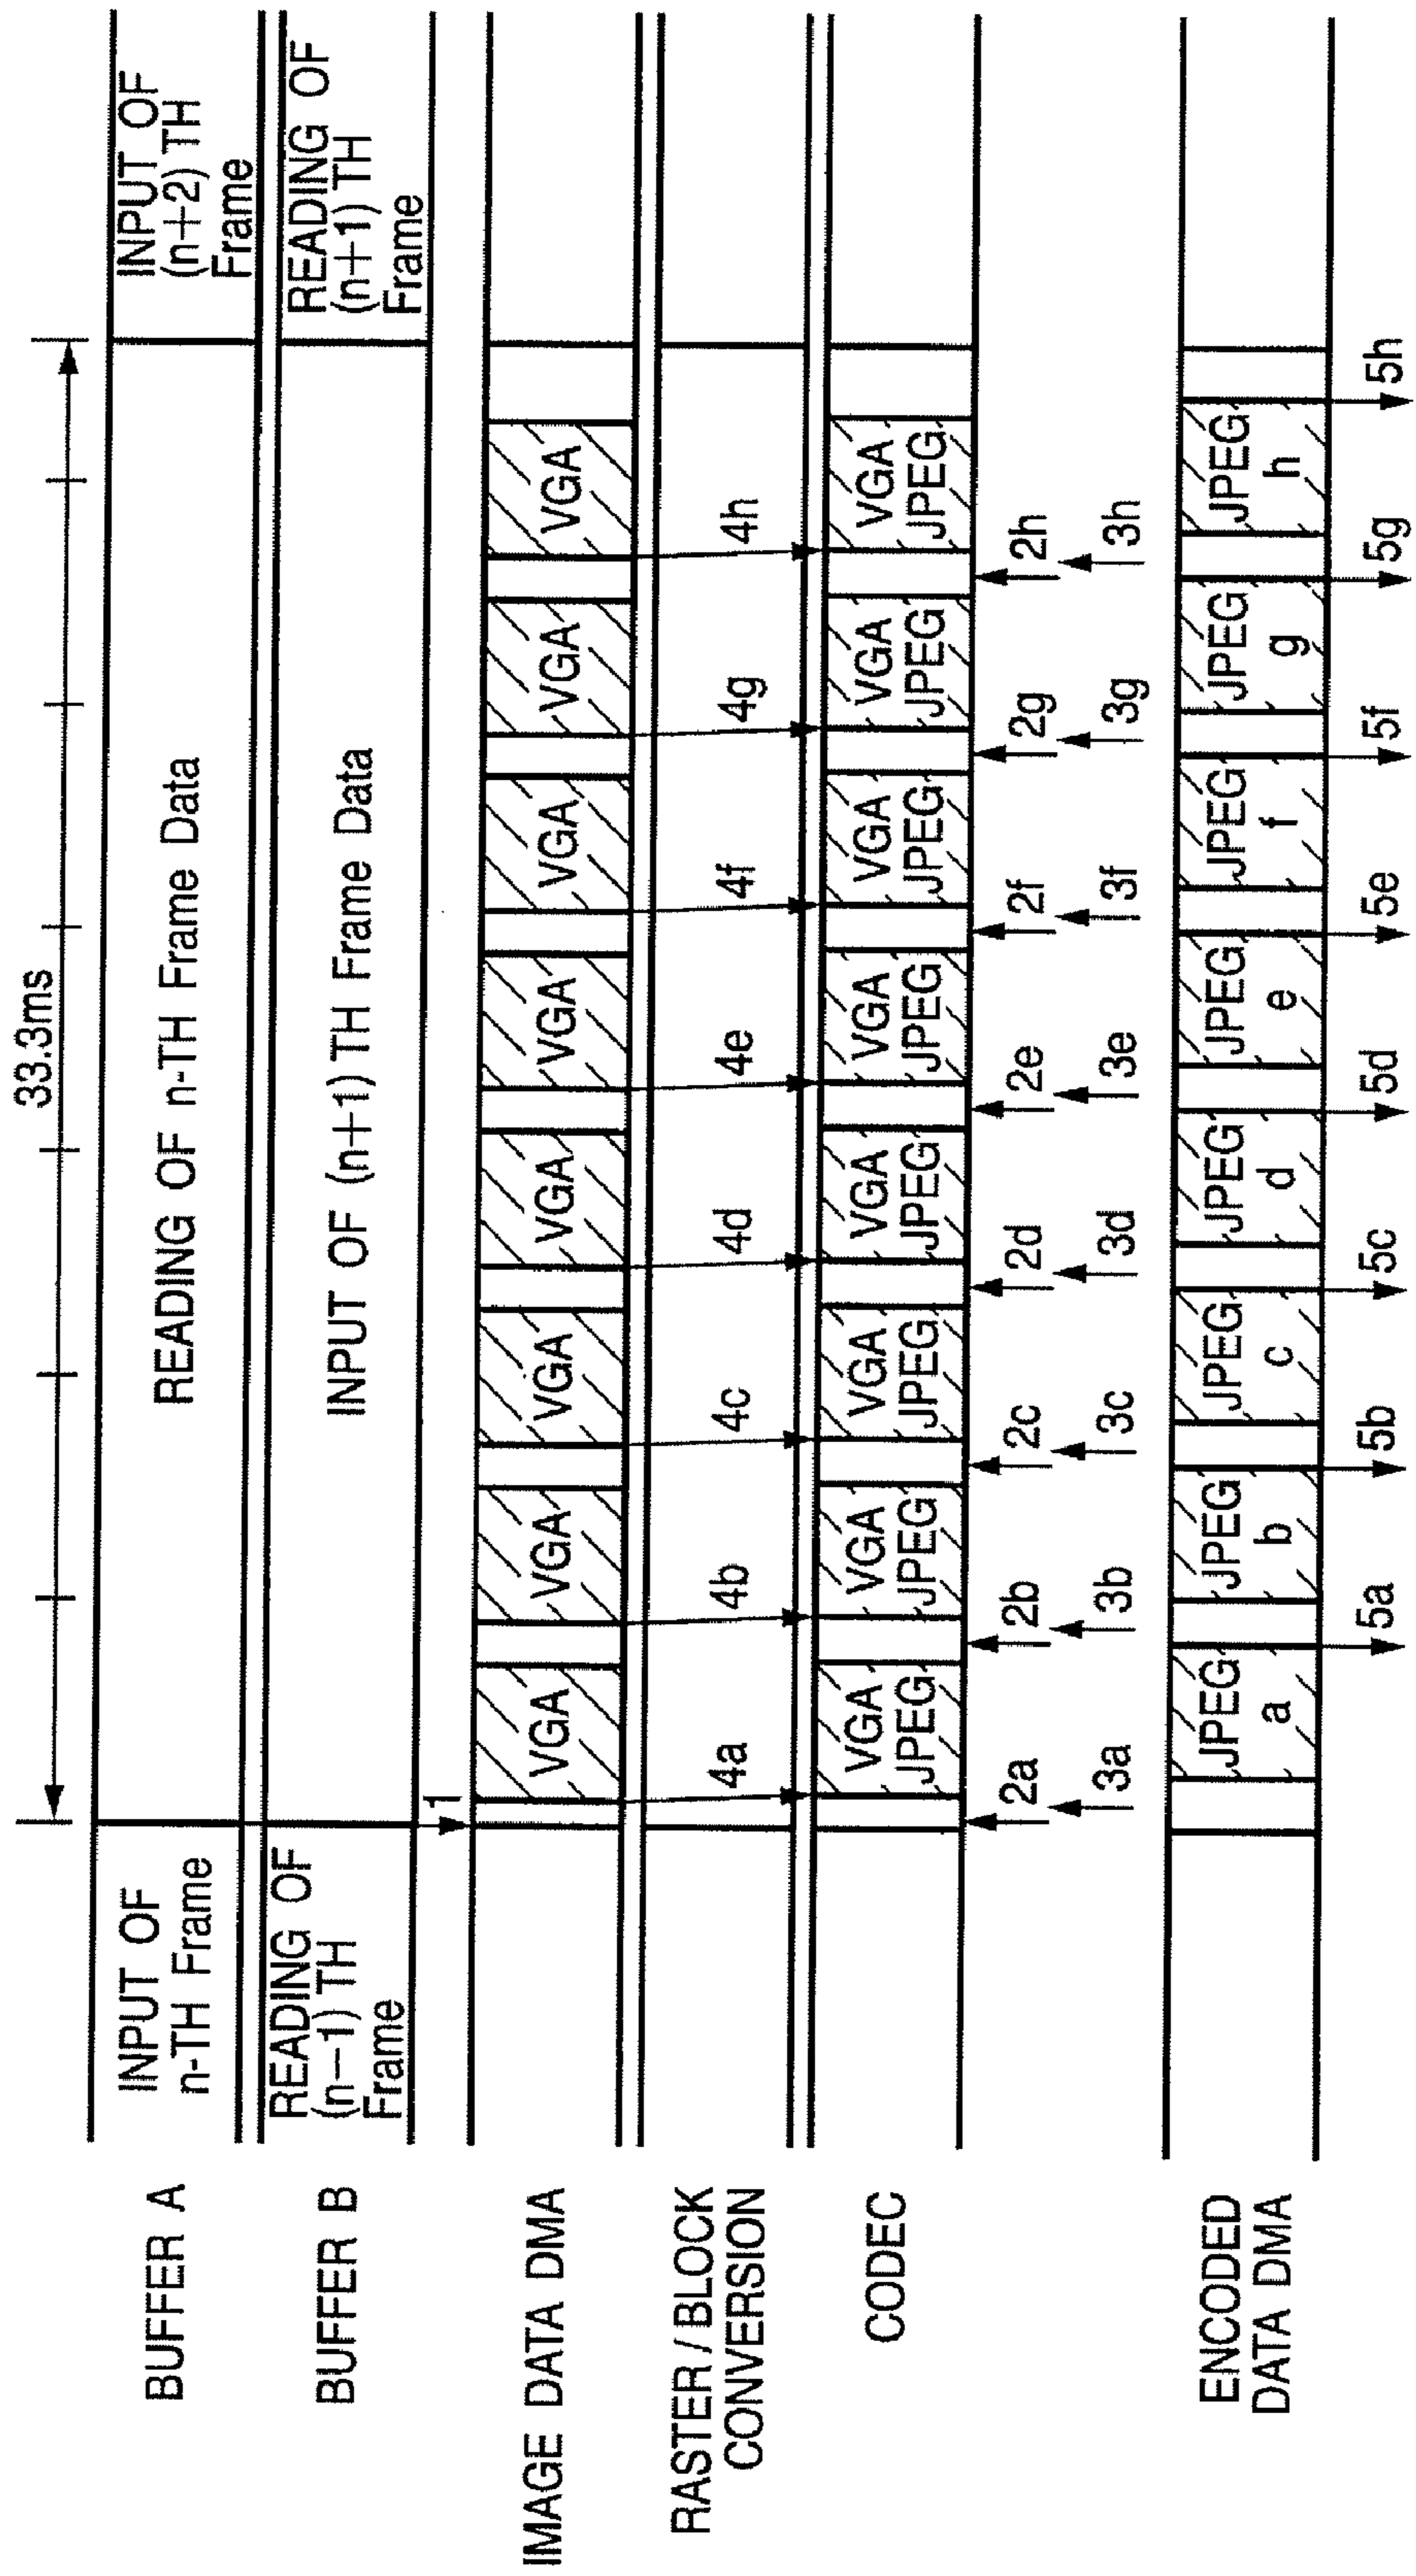 33.3ms
BUFFER A
INPUT OF
n-TH Frame
READING OF n-TH Frame Data
INPUT OF
(n+2) TH
Frame
BUFFER B
READING OF
(n−1) TH
Frame
INPUT OF (n+1) TH Frame Data
READING OF
(n+1) TH
Frame
1
IMAGE DATA DMA
VGA
VGA
VGA
VGA
VGA
VGA
VGA
VGA
RASTER / BLOCK
CONVERSION
4a
4b
4c
4d
4e
4f
4g
4h
CODEC
VGA
JPEG
VGA
JPEG
VGA
JPEG
VGA
JPEG
VGA
JPEG
VGA
JPEG
VGA
JPEG
VGA
JPEG
2a
2b
2c
2d
2e
2f
2g
2h
3a
3b
3c
3d
3e
3f
3g
3h
ENCODED
DATA DMA
JPEG
a
JPEG
b
JPEG
c
JPEG
d
JPEG
e
JPEG
f
JPEG
g
JPEG
h
5a
5b
5c
5d
5e
5f
5g
5h